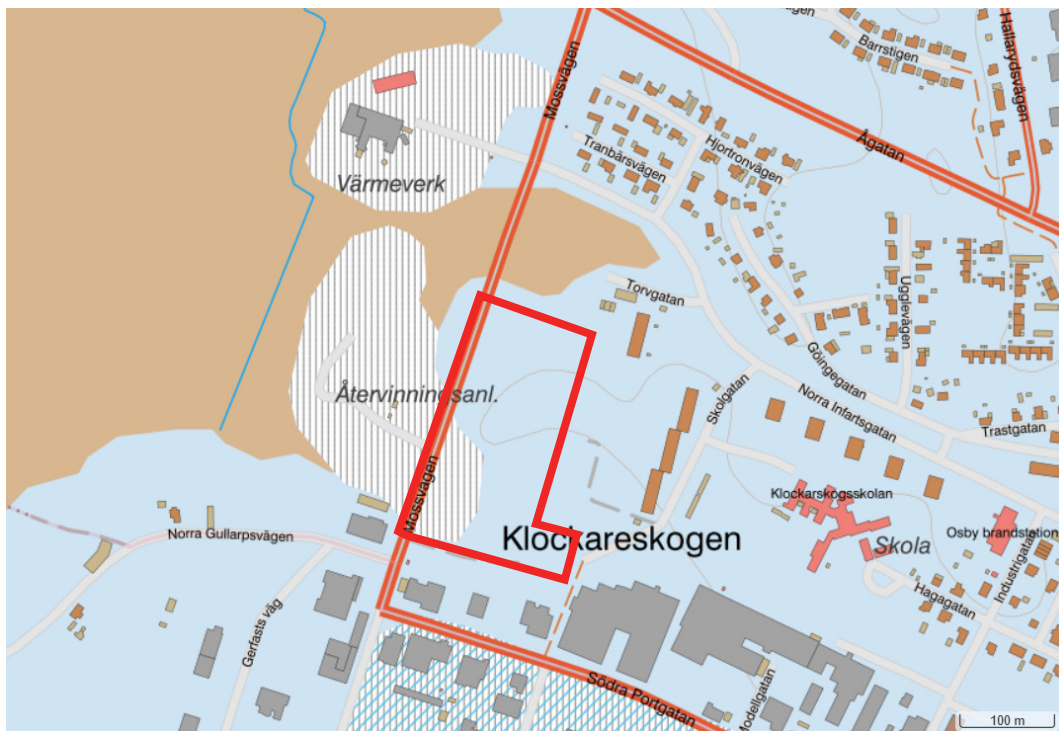 vägen
Barrstigen
Hallarydsvägen
Mossvägen
Hjortronvägen
Tranbärsvägen
Ågatan
Värmeverk
Torvgatan
Ugglevägen
Göingegatan
Återvinningsanl.
Skolgatan
Norra Infartsgatan
Trastgatan
Mossvägen
Klockarskogsskolan
Norra Gullarpsvägen
Klockareskogen
Skola
Osby brandstation
Industrigatan
Hagagatan
Gerfasts väg
Södra Portgatan
Modellgatan
100 m